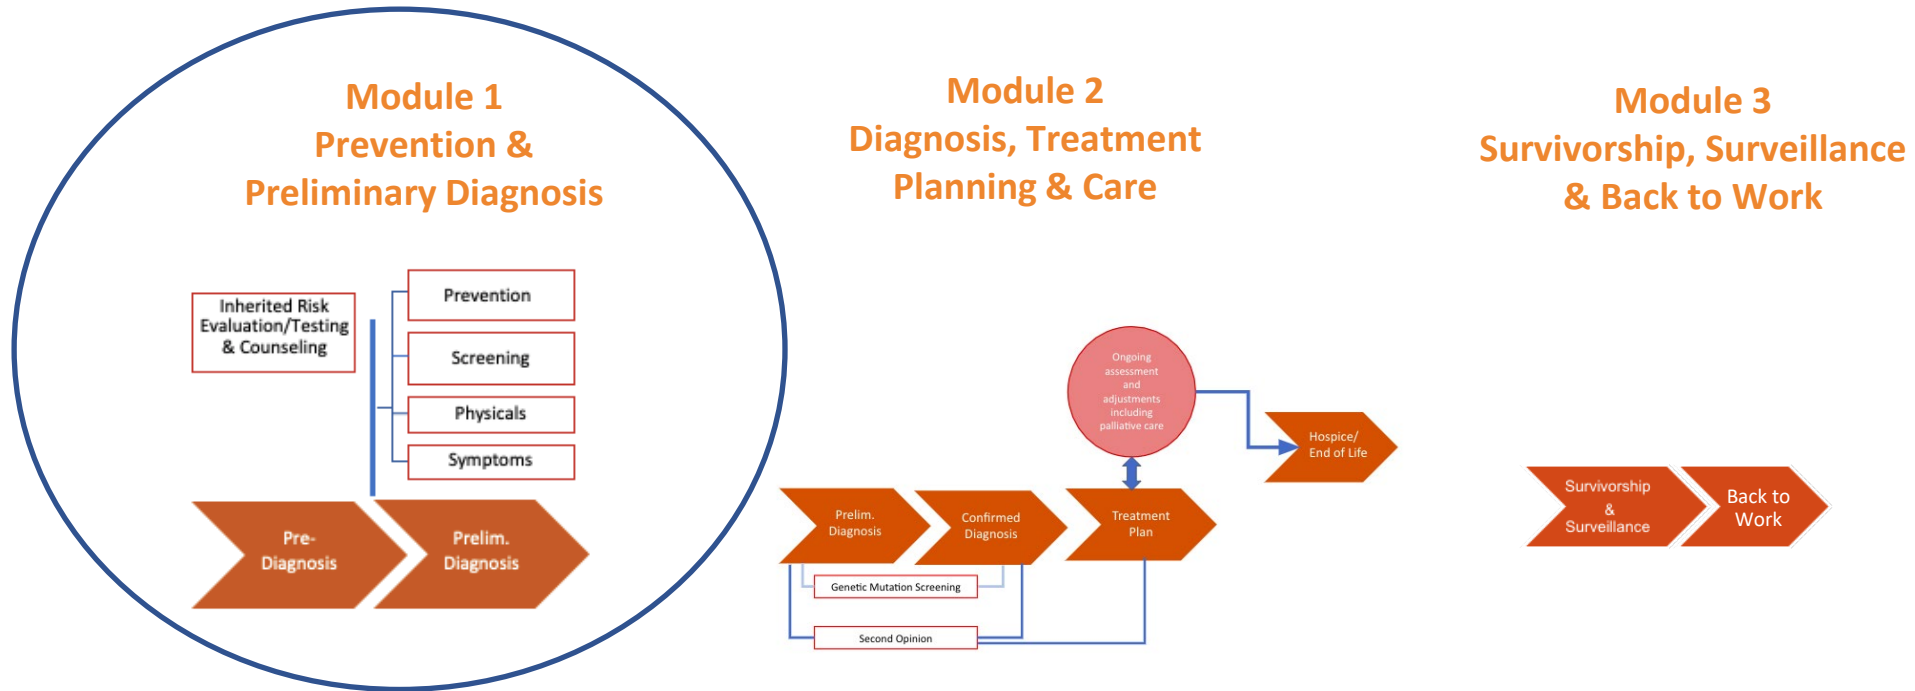 Module 1
Prevention &
Preliminary Diagnosis
Inherited Risk
Evaluation/Testing
& Counseling
Prevention
Screening
Physicals
Symptoms
Pre-
Diagnosis
Prelim.
Diagnosis
Module 2
Diagnosis, Treatment
Planning & Care
Ongoing
assessment
and
adjustments
including
palliative care
Hospice/
End of Life
Prelim.
Diagnosis
Confirmed
Diagnosis
Treatment
Plan
Genetic Mutation Screening
Second Opinion
Module 3
Survivorship, Surveillance
& Back to Work
Survivorship
&
Surveillance
Back to
Work